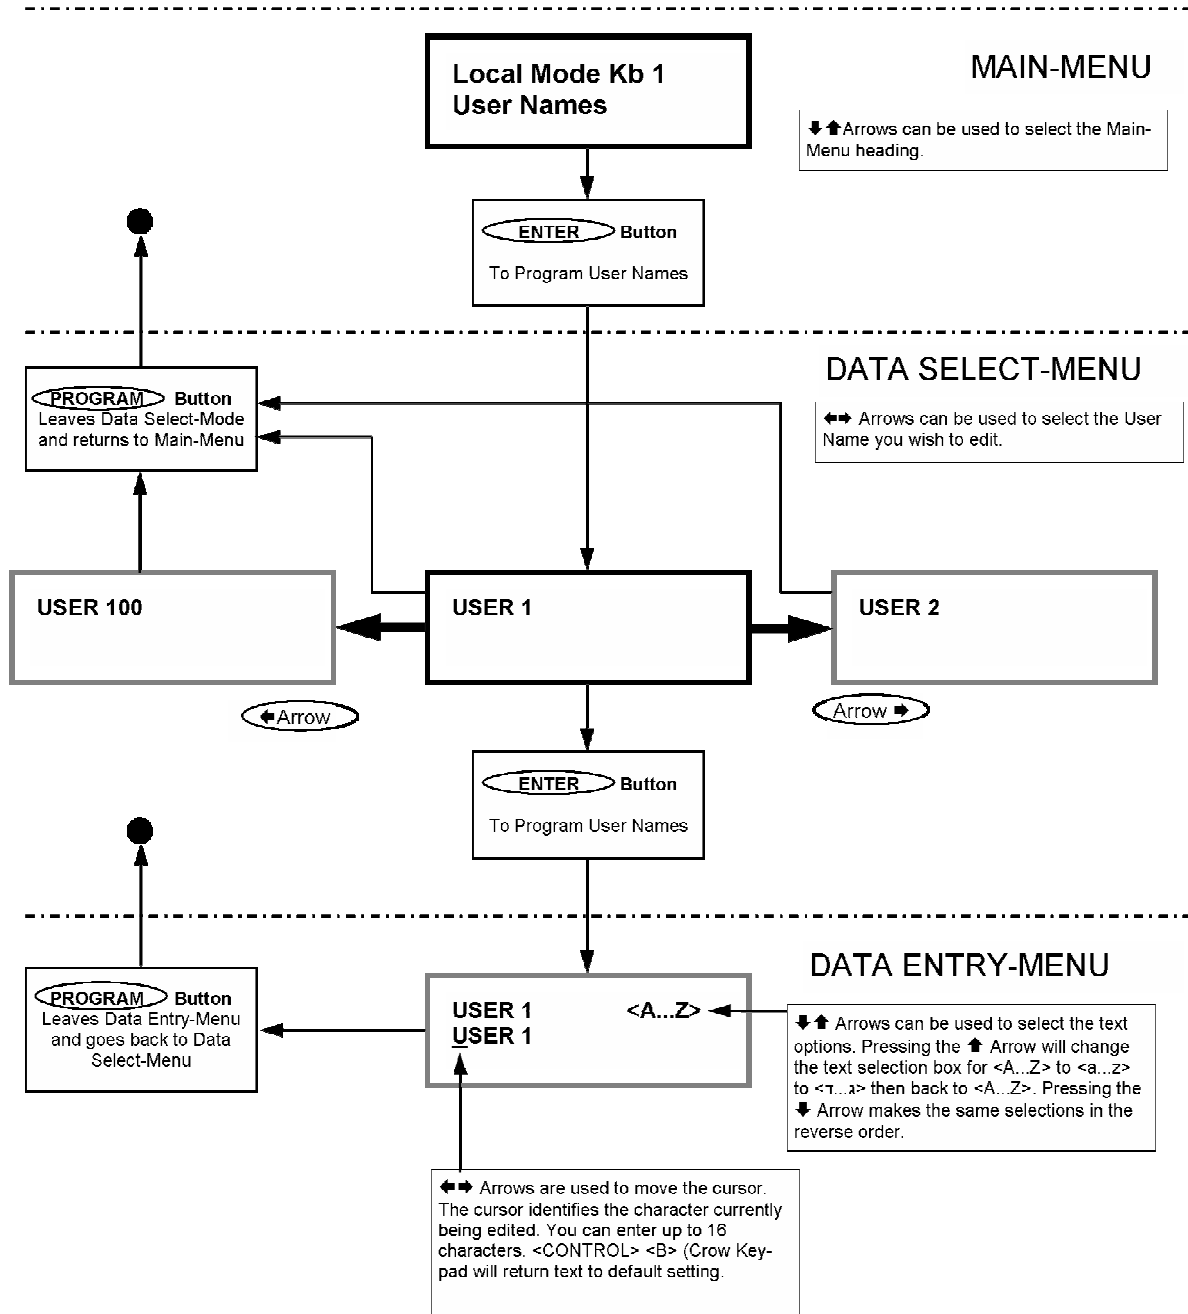 Local Mode Kb 1
User Names
MAIN-MENU
⬇⬆Arrows can be used to select the Main-
Menu heading.
ENTER Button
To Program User Names
DATA SELECT-MENU
⬅➡ Arrows can be used to select the User
Name you wish to edit.
PROGRAM Button
Leaves Data Select-Mode
and returns to Main-Menu
USER 100
USER 1
USER 2
⬅Arrow
Arrow ➡
ENTER Button
To Program User Names
DATA ENTRY-MENU
PROGRAM Button
Leaves Data Entry-Menu
and goes back to Data
Select-Menu
USER 1 <A...Z>
USER 1
⬇⬆ Arrows can be used to select the text
options. Pressing the ⬆ Arrow will change
the text selection box for <A...Z> to <a...z>
to <ג...ד> then back to <A...Z>. Pressing the
⬇ Arrow makes the same selections in the
reverse order.
⬅➡ Arrows are used to move the cursor.
The cursor identifies the character currently
being edited. You can enter up to 16
characters. <CONTROL> <B> (Crow Key-
pad will return text to default setting.